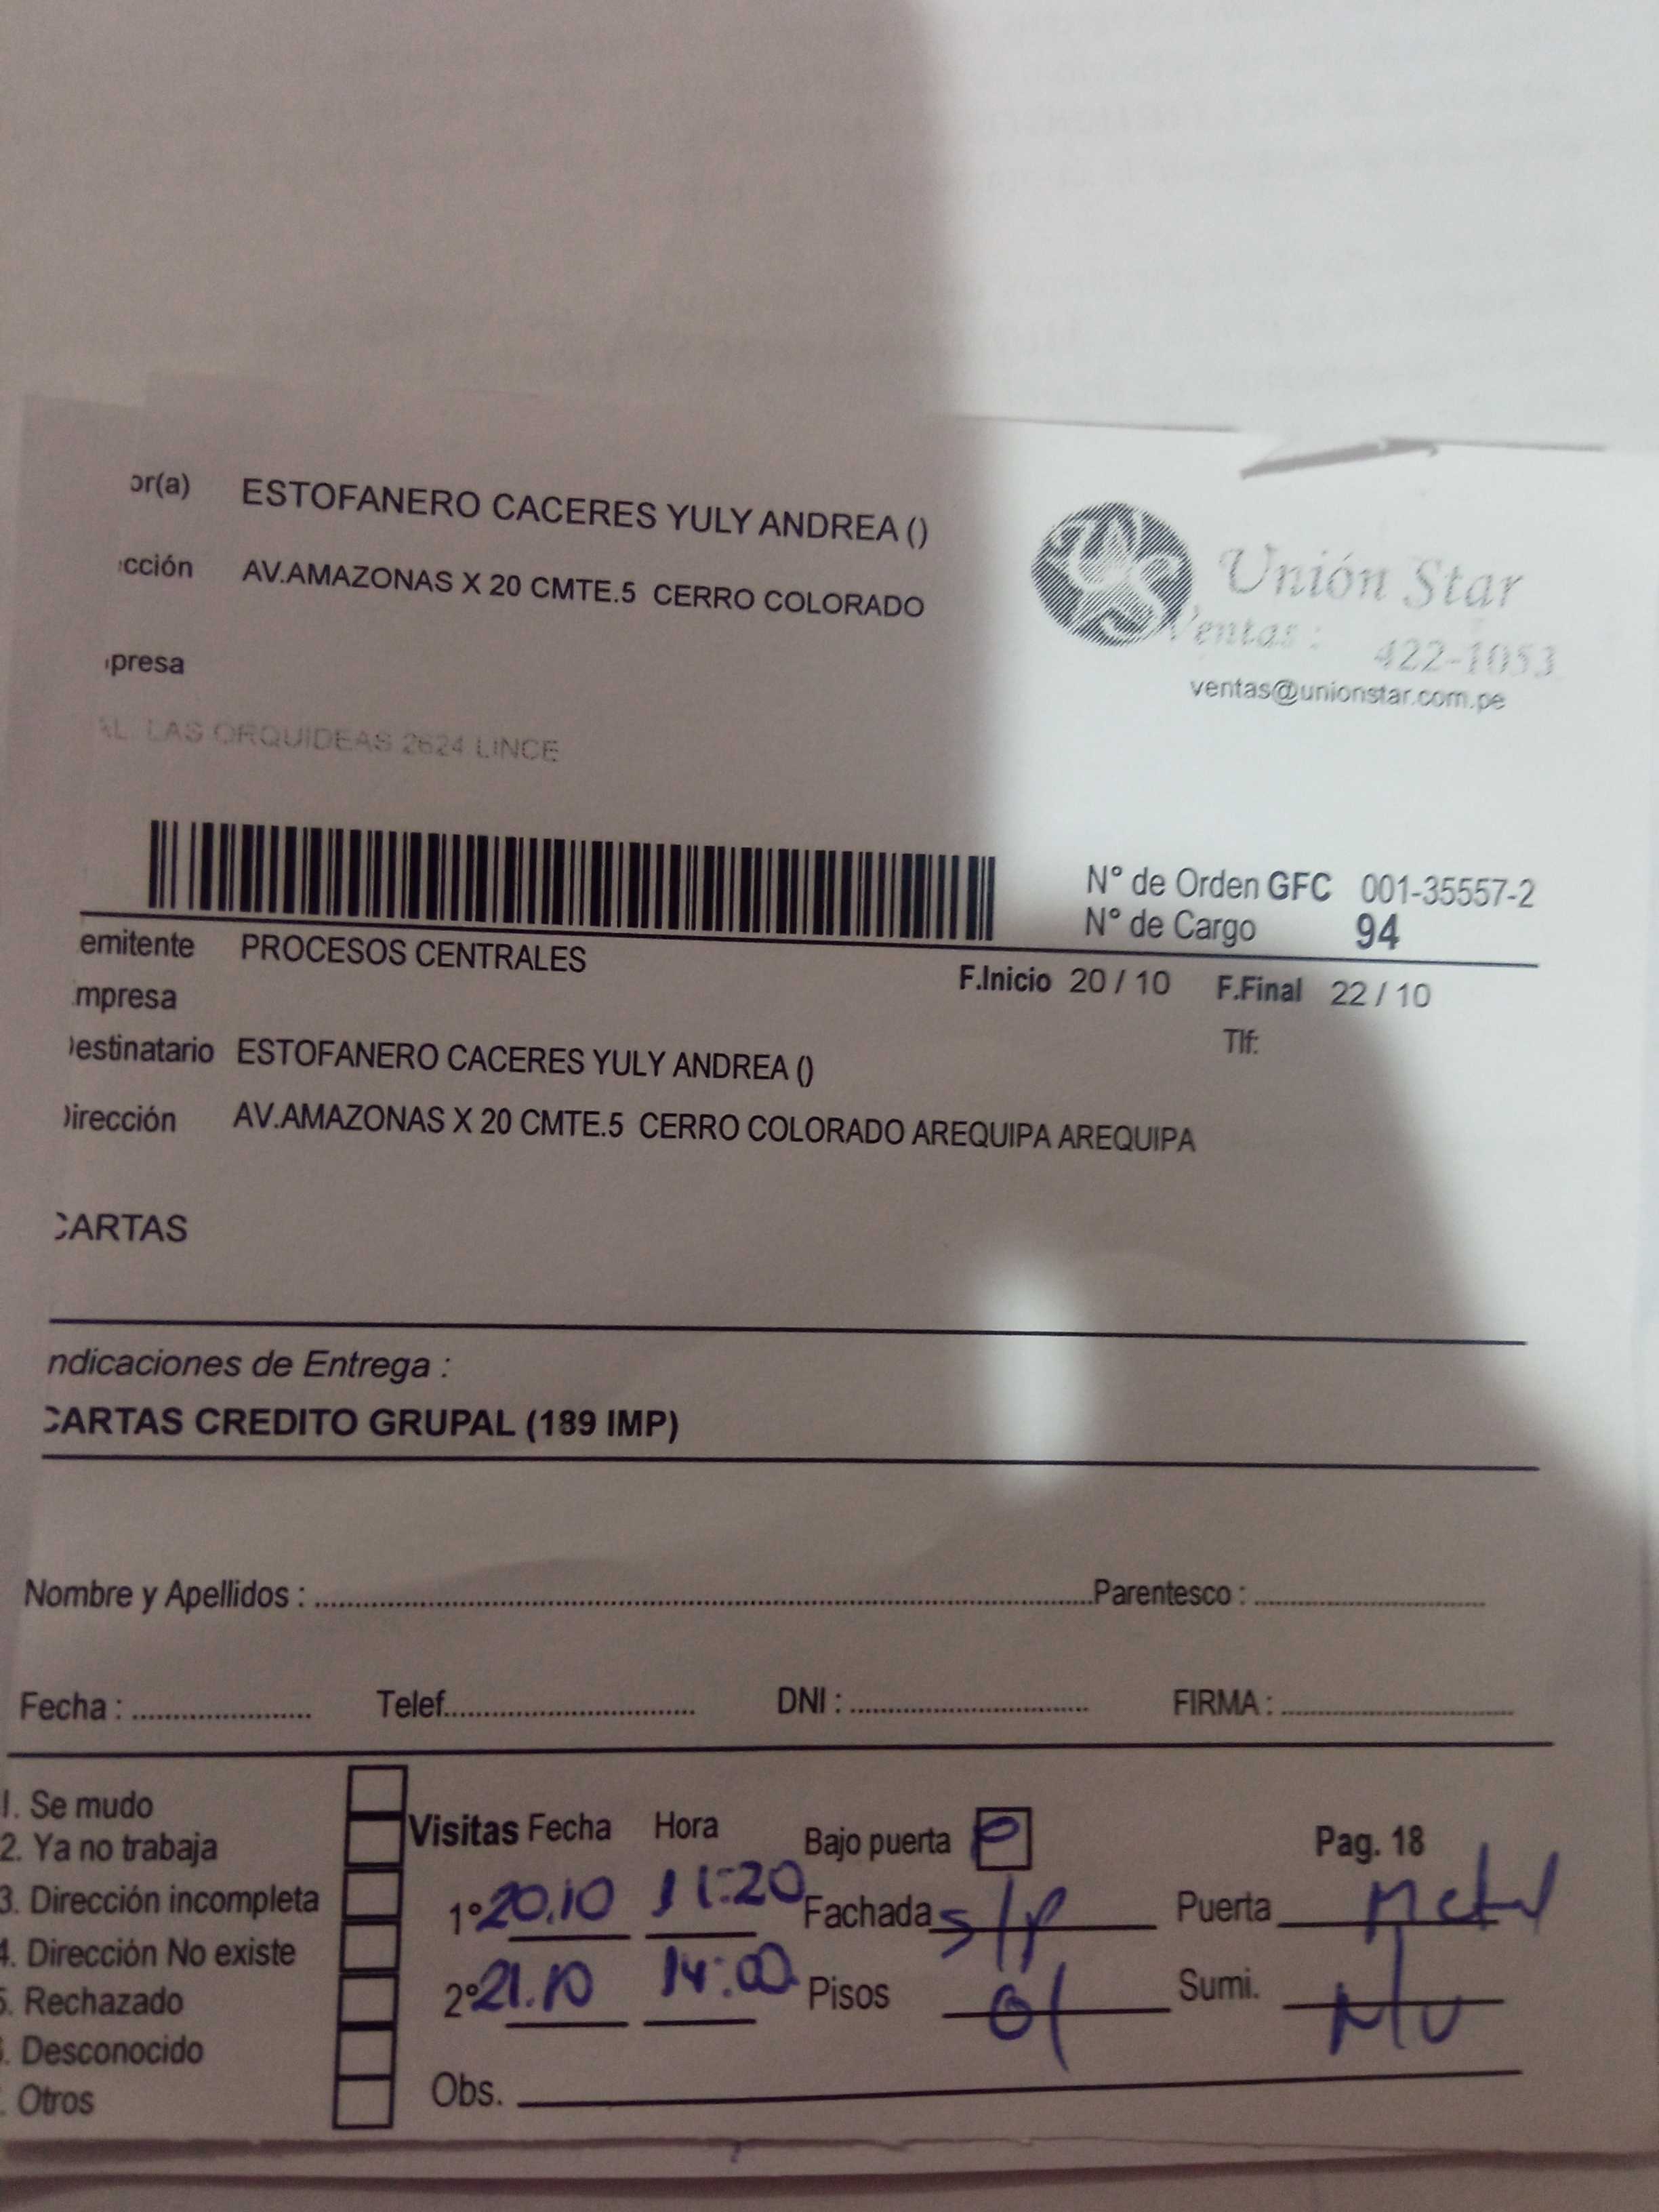 or(a) ESTOFANERO CACERES YULY ANDREA ()
cción AV.AMAZONAS X 20 CMTE.5 CERRO COLORADO
presa
Unión Star
Ventas : 422-1053
ventas@unionstar.com.pe
AL. LAS ORQUIDEAS 2624 LINCE
N° de Orden GFC 001-35557-2
N° de Cargo 94
emitente PROCESOS CENTRALES
F.Inicio 20 / 10 F.Final 22 / 10
mpresa
Tlf:
estinatario ESTOFANERO CACERES YULY ANDREA ()
irección AV.AMAZONAS X 20 CMTE.5 CERRO COLORADO AREQUIPA AREQUIPA
CARTAS
ndicaciones de Entrega :
CARTAS CREDITO GRUPAL (189 IMP)
Nombre y Apellidos : Parentesco :
Fecha : Telef. DNI : FIRMA :
1. Se mudo
2. Ya no trabaja
3. Dirección incompleta
4. Dirección No existe
5. Rechazado
. Desconocido
. Otros
Visitas Fecha Hora
1° 20.10 11:20
2° 21.10 14:00
Bajo puerta
Pag. 18
Fachada s/p Puerta Metal
Pisos 01 Sumi. N/V
Obs.